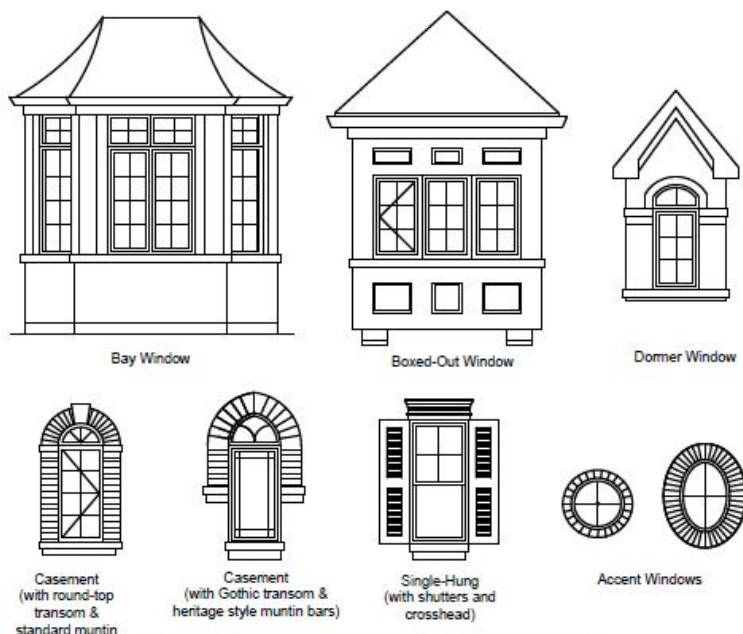 Bay Window
Boxed-Out Window
Dormer Window
Casement
(with round-top
transom &
standard muntin
Casement
(with Gothic transom &
heritage style muntin bars)
Single-Hung
(with shutters and
crosshead)
Accent Windows